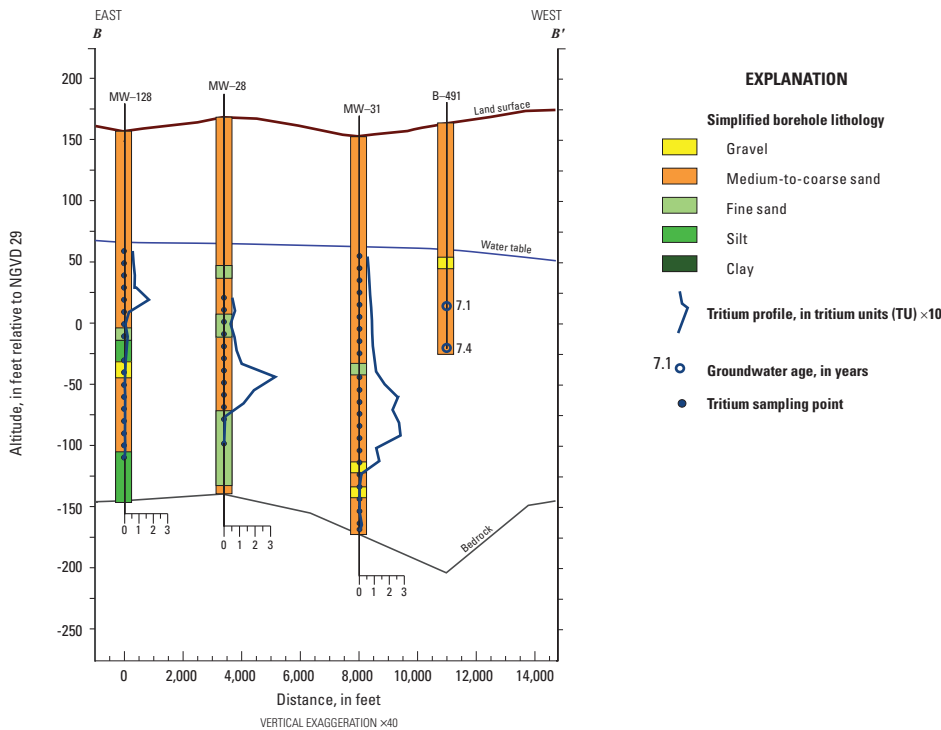 EAST
B
WEST
B'
200
150
100
50
0
-50
-100
-150
-200
-250
Altitude, in feet relative to NGVD 29
MW–128
MW–28
MW–31
B–491
Land surface
Water table
7.1
7.4
Bedrock
0 1 2 3
0 1 2 3
0 1 2 3
0 2,000 4,000 6,000 8,000 10,000 12,000 14,000
Distance, in feet
VERTICAL EXAGGERATION ×40
EXPLANATION
Simplified borehole lithology
Gravel
Medium-to-coarse sand
Fine sand
Silt
Clay
Tritium profile, in tritium units (TU) ×10
7.1 Groundwater age, in years
Tritium sampling point